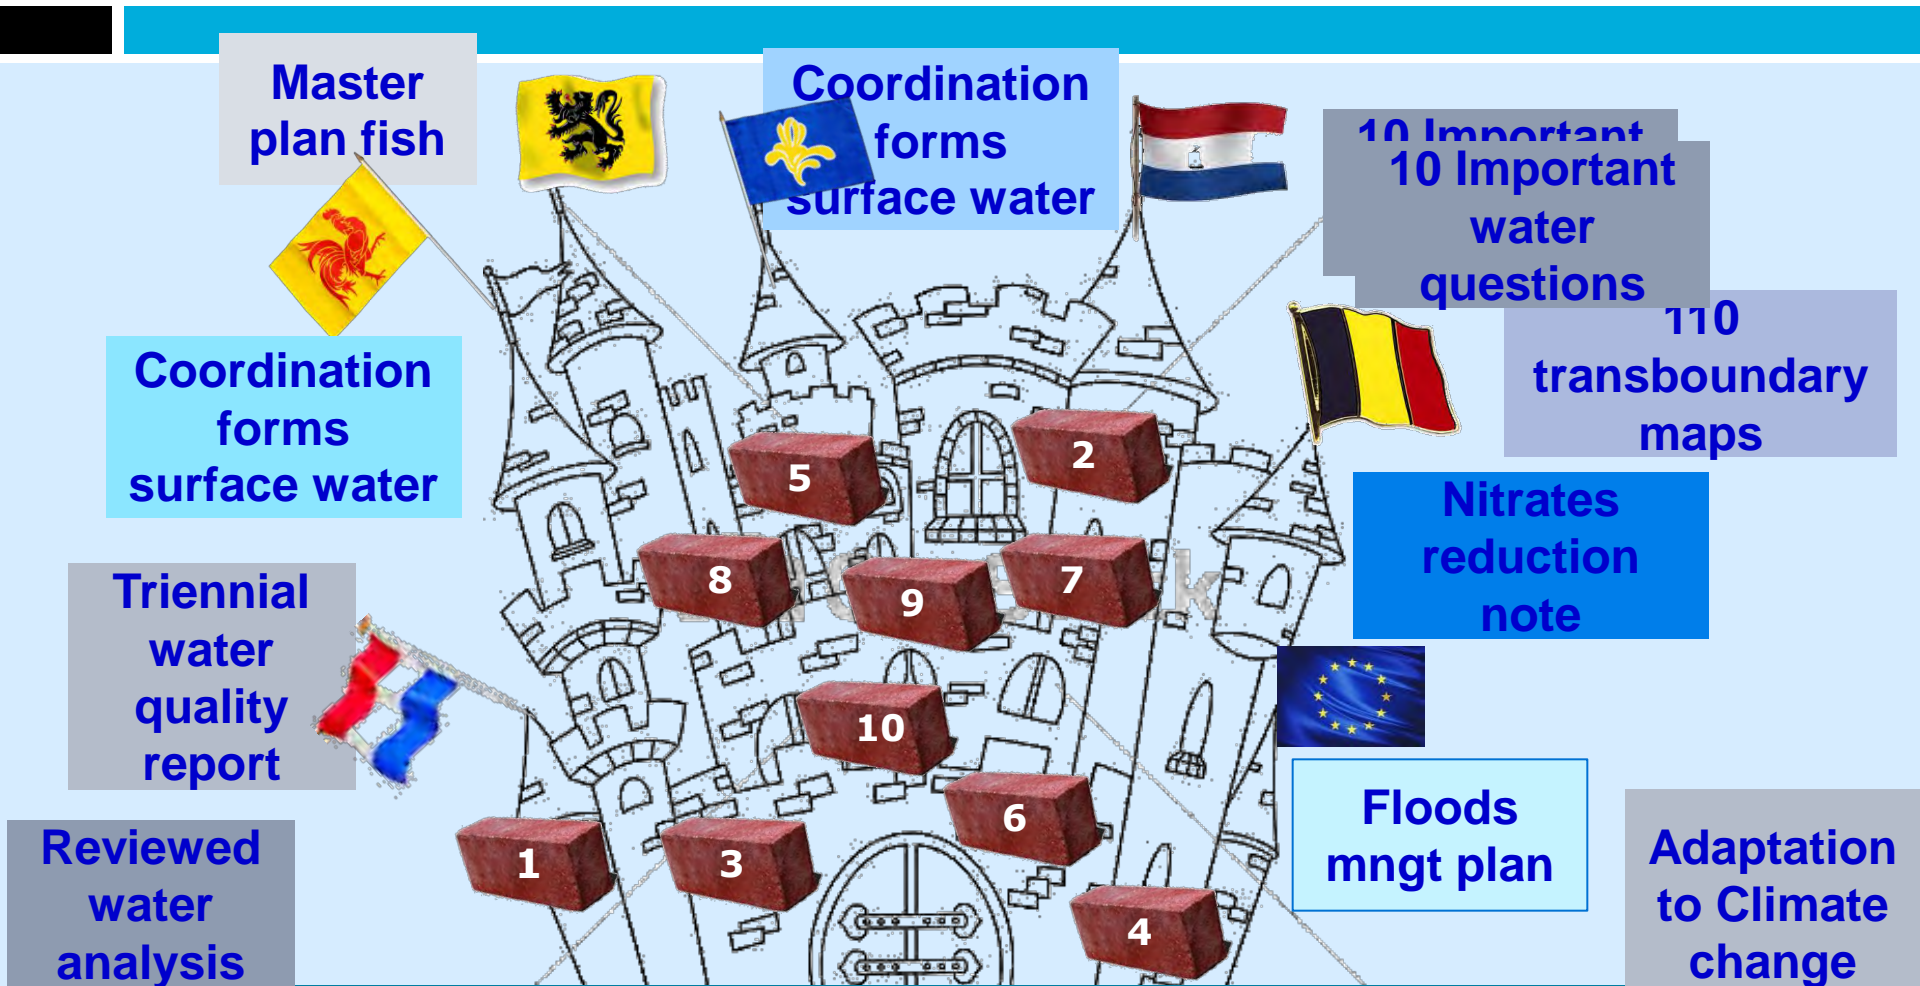 Master
plan fish
Coordination
forms
surface water
10 Important
10 Important
water
questions
110
transboundary
maps
Coordination
forms
surface water
Nitrates
reduction
note
Triennial
water
quality
report
Floods
mngt plan
Reviewed
water
analysis
Adaptation
to Climate
change
5
2
8
9
7
10
6
1
3
4